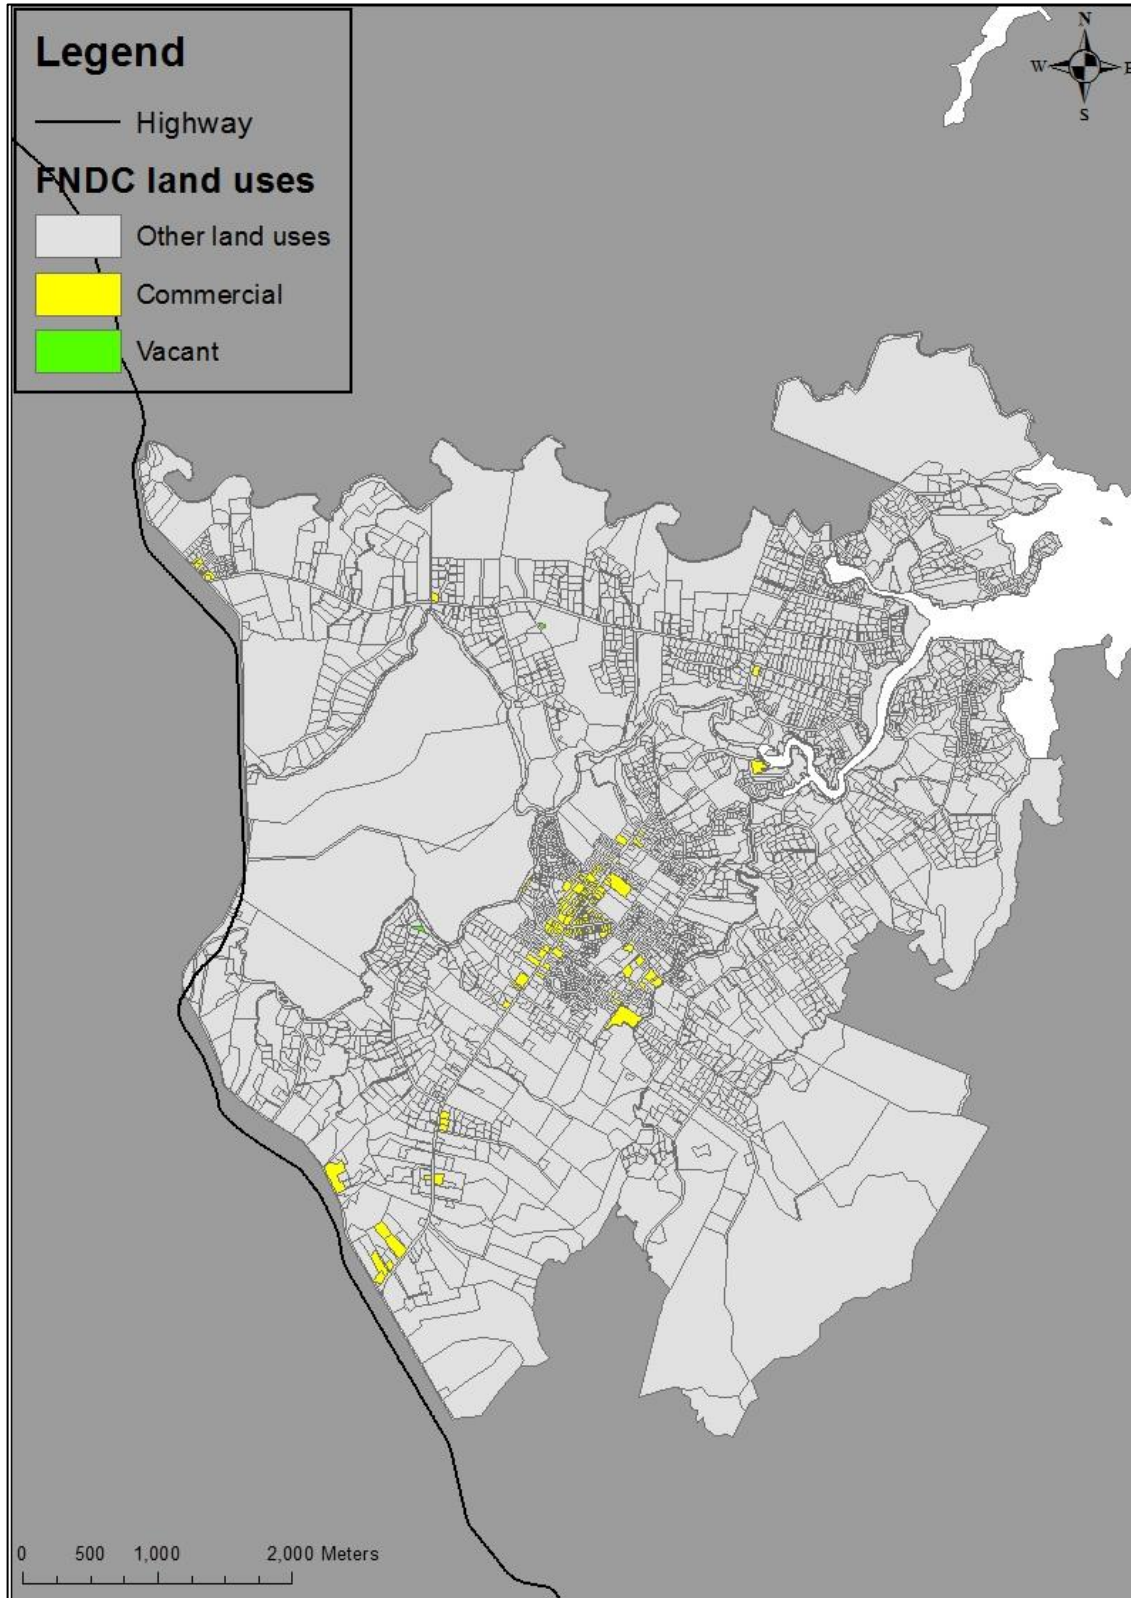 Legend
Highway
FNDC land uses
Other land uses
Commercial
Vacant
N
W
E
S
0 500 1,000 2,000 Meters